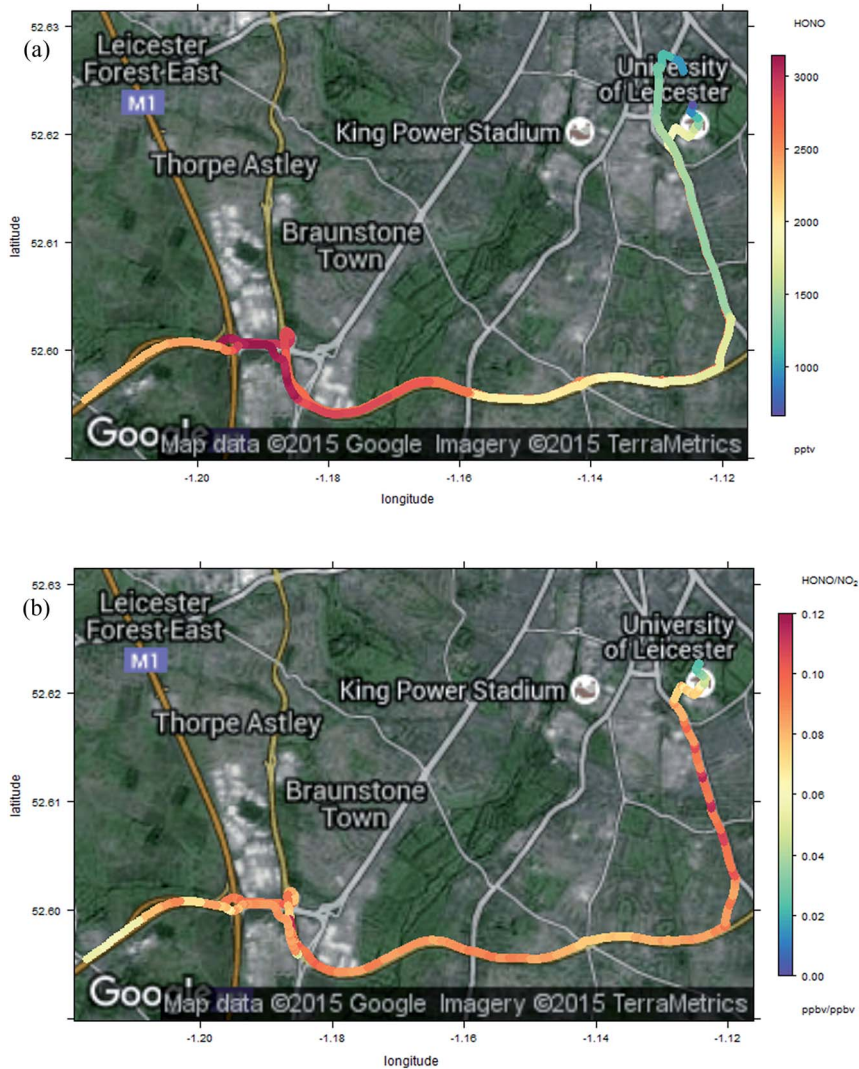 (a)
HONO
52.63
Leicester
Forest East
University
of Leicester
3000
M1
52.62
King Power Stadium
2500
Thorpe Astley
latitude
52.61
Braunstone
Town
2000
1500
52.60
1000
Google
Map data ©2015 Google Imagery ©2015 TerraMetrics
pptv
-1.20
-1.18
-1.16
-1.14
-1.12
longitude
(b)
HONO/NO2
52.63
Leicester
Forest East
University
of Leicester
0.12
M1
0.10
52.62
King Power Stadium
Thorpe Astley
0.08
latitude
52.61
Braunstone
Town
0.06
0.04
52.60
0.02
0.00
Google
Map data ©2015 Google Imagery ©2015 TerraMetrics
ppbv/ppbv
-1.20
-1.18
-1.16
-1.14
-1.12
longitude